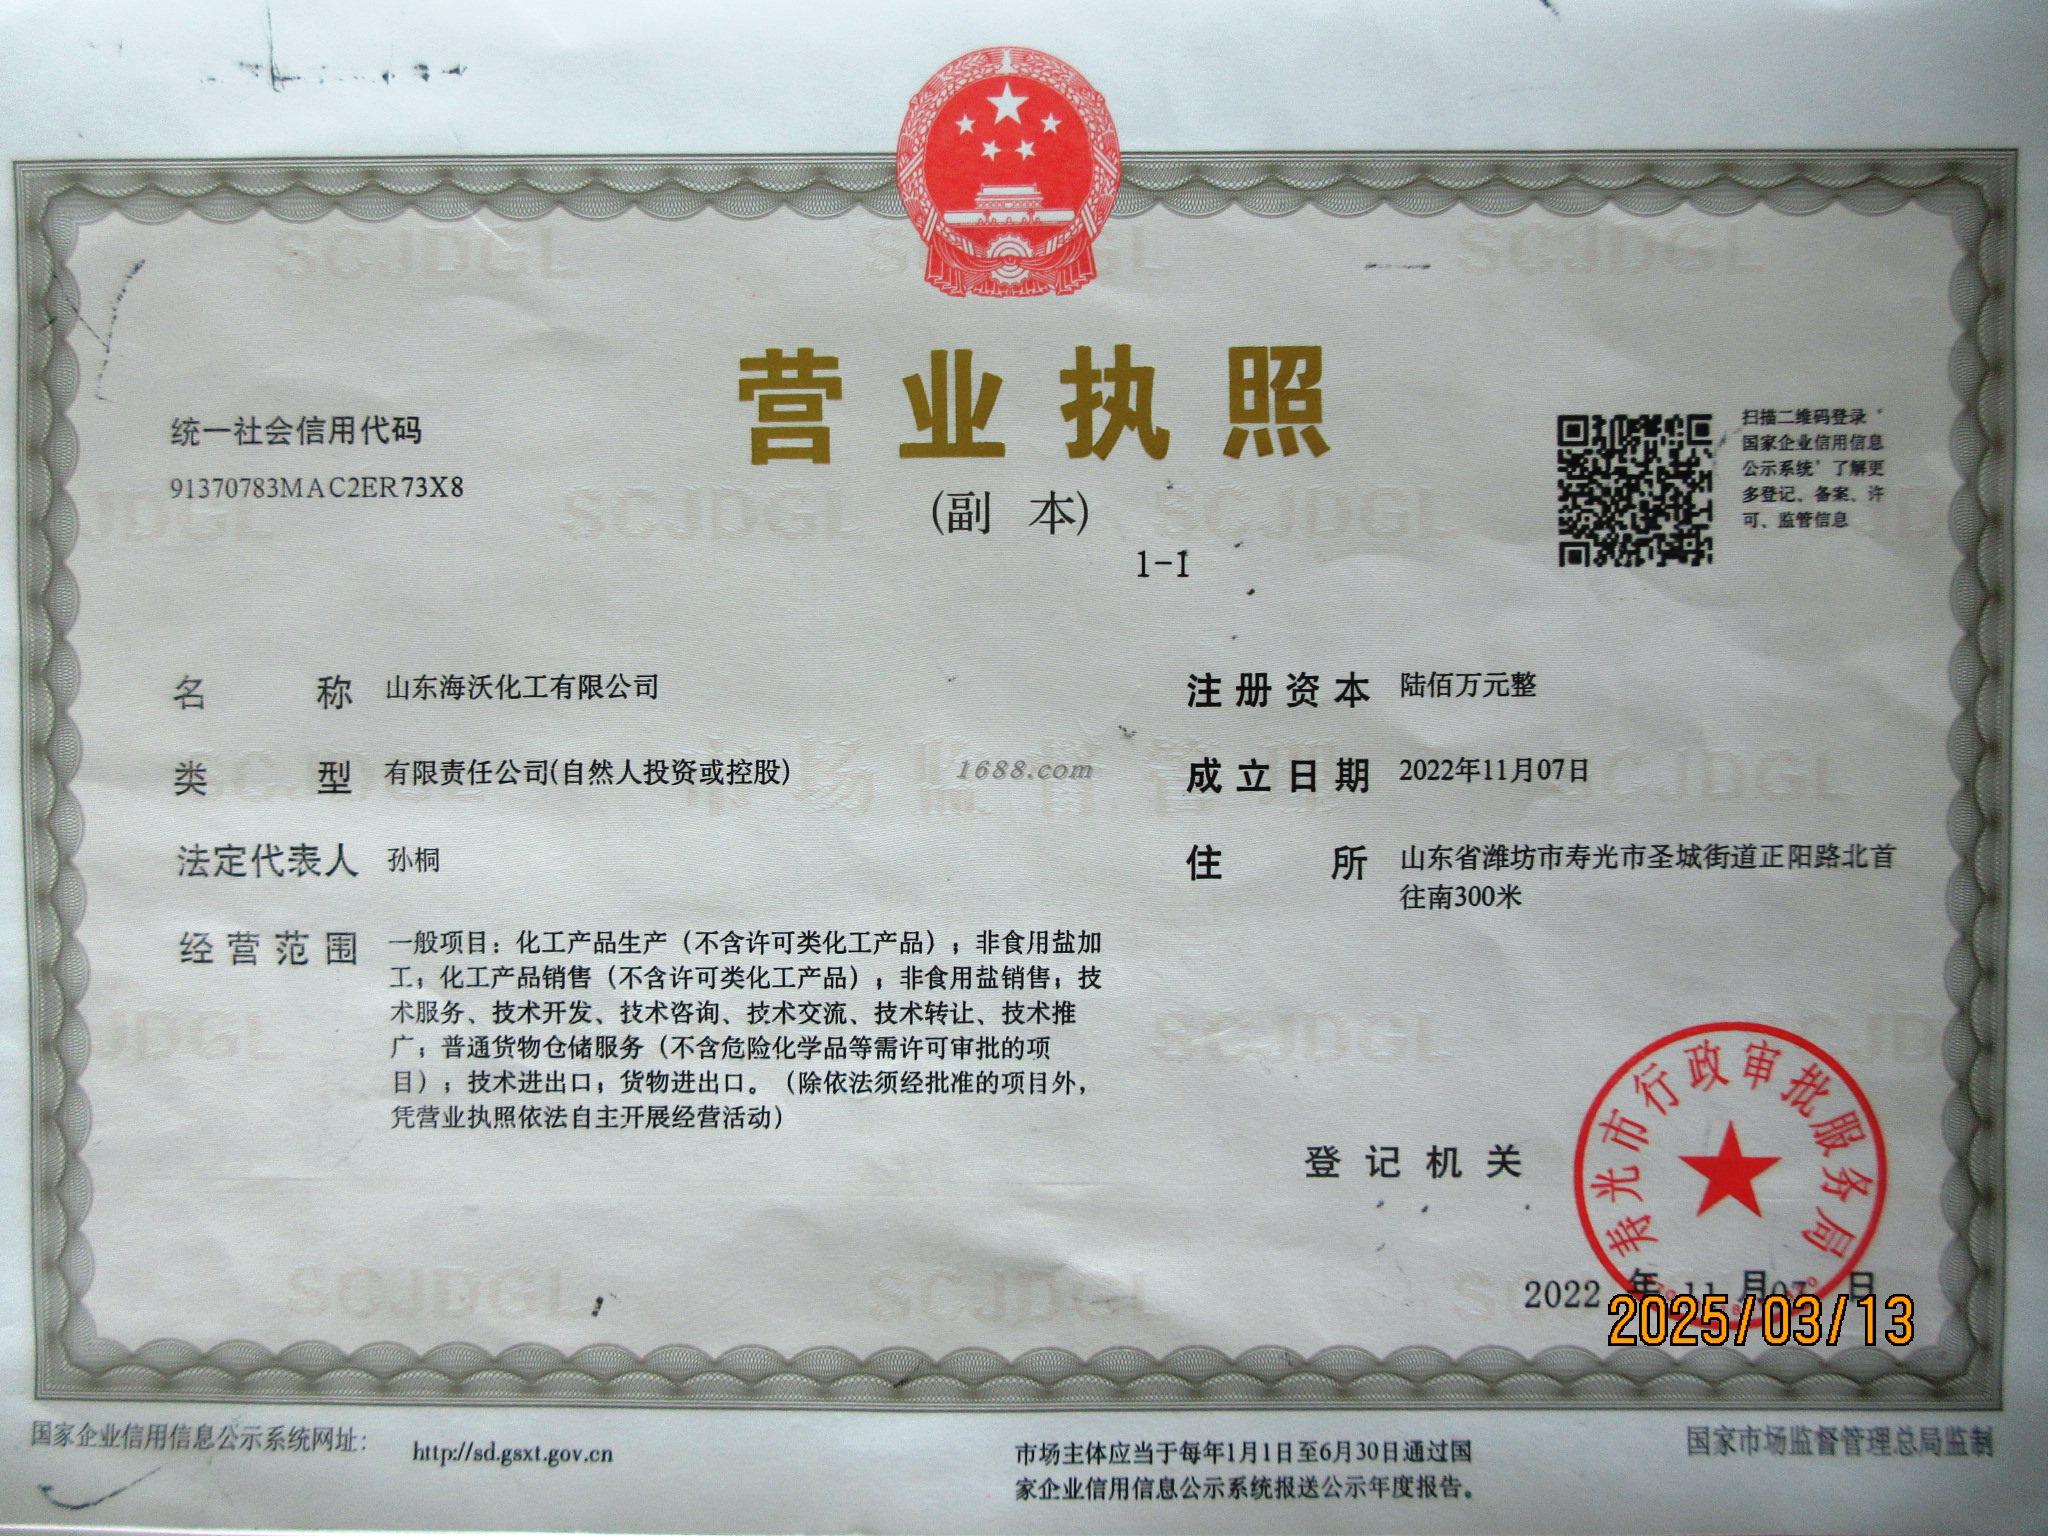 营业执照
(副 本)
1-1
统一社会信用代码
91370783MAC2ER73X8
扫描二维码登录'
国家企业信用信息
公示系统'了解更
多登记、备案、许
可、监管信息
名 称 山东海沃化工有限公司
类 型 有限责任公司(自然人投资或控股)
法定代表人 孙桐
经营范围 一般项目：化工产品生产（不含许可类化工产品）；非食用盐加
工；化工产品销售（不含许可类化工产品）；非食用盐销售；技
术服务、技术开发、技术咨询、技术交流、技术转让、技术推
广；普通货物仓储服务（不含危险化学品等需许可审批的项
目）；技术进出口；货物进出口。（除依法须经批准的项目外，
凭营业执照依法自主开展经营活动）
注册资本 陆佰万元整
成立日期 2022年11月07日
住 所 山东省潍坊市寿光市圣城街道正阳路北首
往南300米
1688.com
登记机关
寿光市行政审批服务局
2022 年 11 月 07 日
2025/03/13
国家企业信用信息公示系统网址：
http://sd.gsxt.gov.cn
市场主体应当于每年1月1日至6月30日通过国
家企业信用信息公示系统报送公示年度报告。
国家市场监督管理总局监制
SCJDGL
SCJDGL
SCJDGL
SCJDGL
SCJDGL
市场监督管理
SCJDGL
SCJDGL
SCJDGL
SCJDGL